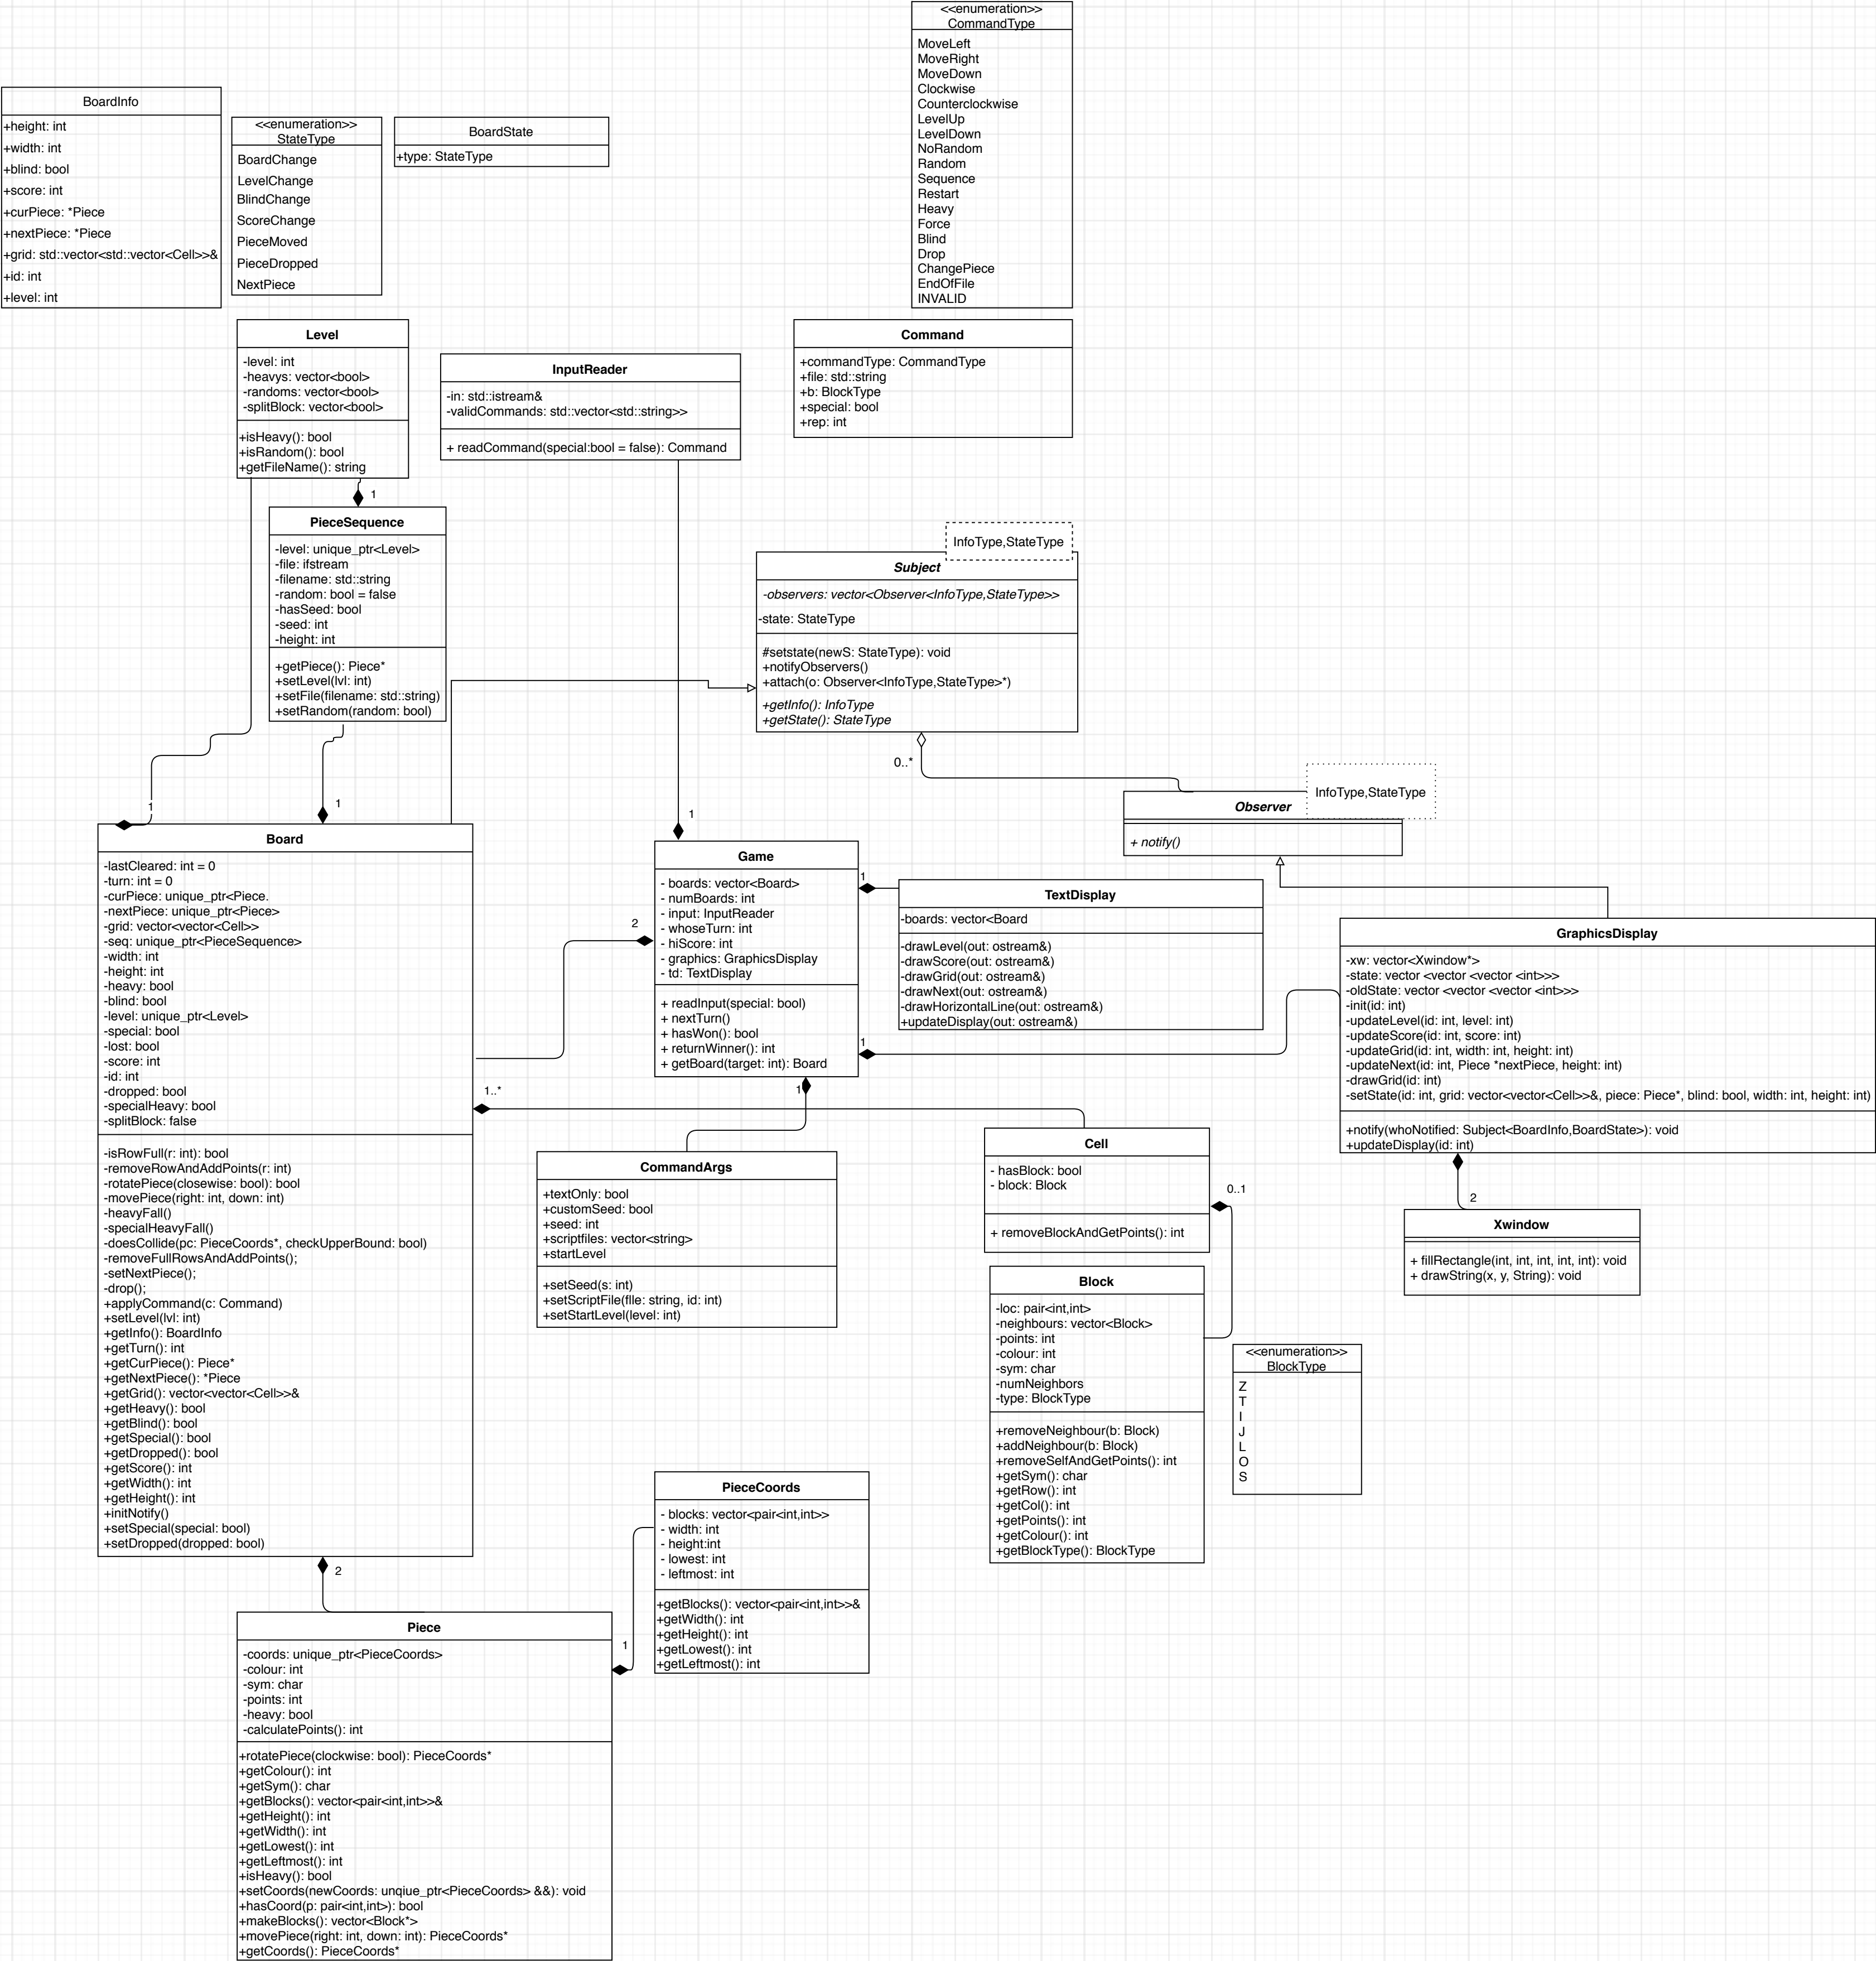 <<enumeration>>
CommandType
MoveLeft
MoveRight
MoveDown
Clockwise
Counterclockwise
LevelUp
LevelDown
NoRandom
Random
Sequence
Restart
Heavy
Force
Blind
Drop
ChangePiece
EndOfFile
INVALID
BoardInfo
+height: int
+width: int
+blind: bool
+score: int
+curPiece: *Piece
+nextPiece: *Piece
+grid: std::vector<std::vector<Cell>>&
+id: int
+level: int
<<enumeration>>
StateType
BoardChange
LevelChange
BlindChange
ScoreChange
PieceMoved
PieceDropped
NextPiece
BoardState
+type: StateType
Level
-level: int
-heavys: vector<bool>
-randoms: vector<bool>
-splitBlock: vector<bool>
+isHeavy(): bool
+isRandom(): bool
+getFileName(): string
InputReader
-in: std::istream&
-validCommands: std::vector<std::string>>
+ readCommand(special:bool = false): Command
Command
+commandType: CommandType
+file: std::string
+b: BlockType
+special: bool
+rep: int
1
PieceSequence
-level: unique_ptr<Level>
-file: ifstream
-filename: std::string
-random: bool = false
-hasSeed: bool
-seed: int
-height: int
+getPiece(): Piece*
+setLevel(lvl: int)
+setFile(filename: std::string)
+setRandom(random: bool)
InfoType,StateType
Subject
-observers: vector<Observer<InfoType,StateType>>
-state: StateType
#setstate(newS: StateType): void
+notifyObservers()
+attach(o: Observer<InfoType,StateType>*)
+getInfo(): InfoType
+getState(): StateType
0..*
InfoType,StateType
Observer
+ notify()
1
1
1
Board
-lastCleared: int = 0
-turn: int = 0
-curPiece: unique_ptr<Piece.
-nextPiece: unique_ptr<Piece>
-grid: vector<vector<Cell>>
-seq: unique_ptr<PieceSequence>
-width: int
-height: int
-heavy: bool
-blind: bool
-level: unique_ptr<Level>
-special: bool
-lost: bool
-score: int
-id: int
-dropped: bool
-specialHeavy: bool
-splitBlock: false
-isRowFull(r: int): bool
-removeRowAndAddPoints(r: int)
-rotatePiece(closewise: bool): bool
-movePiece(right: int, down: int)
-heavyFall()
-specialHeavyFall()
-doesCollide(pc: PieceCoords*, checkUpperBound: bool)
-removeFullRowsAndAddPoints();
-setNextPiece();
-drop();
+applyCommand(c: Command)
+setLevel(lvl: int)
+getInfo(): BoardInfo
+getTurn(): int
+getCurPiece(): Piece*
+getNextPiece(): *Piece
+getGrid(): vector<vector<Cell>>&
+getHeavy(): bool
+getBlind(): bool
+getSpecial(): bool
+getDropped(): bool
+getScore(): int
+getWidth(): int
+getHeight(): int
+initNotify()
+setSpecial(special: bool)
+setDropped(dropped: bool)
2
Game
- boards: vector<Board>
- numBoards: int
- input: InputReader
- whoseTurn: int
- hiScore: int
- graphics: GraphicsDisplay
- td: TextDisplay
+ readInput(special: bool)
+ nextTurn()
+ hasWon(): bool
+ returnWinner(): int
+ getBoard(target: int): Board
1
TextDisplay
-boards: vector<Board
-drawLevel(out: ostream&)
-drawScore(out: ostream&)
-drawGrid(out: ostream&)
-drawNext(out: ostream&)
-drawHorizontalLine(out: ostream&)
+updateDisplay(out: ostream&)
1
GraphicsDisplay
-xw: vector<Xwindow*>
-state: vector <vector <vector <int>>>
-oldState: vector <vector <vector <int>>>
-init(id: int)
-updateLevel(id: int, level: int)
-updateScore(id: int, score: int)
-updateGrid(id: int, width: int, height: int)
-updateNext(id: int, Piece *nextPiece, height: int)
-drawGrid(id: int)
-setState(id: int, grid: vector<vector<Cell>>&, piece: Piece*, blind: bool, width: int, height: int)
+notify(whoNotified: Subject<BoardInfo,BoardState>): void
+updateDisplay(id: int)
1..*
1
CommandArgs
+textOnly: bool
+customSeed: bool
+seed: int
+scriptfiles: vector<string>
+startLevel
+setSeed(s: int)
+setScriptFile(flle: string, id: int)
+setStartLevel(level: int)
Cell
- hasBlock: bool
- block: Block
+ removeBlockAndGetPoints(): int
0..1
2
Xwindow
+ fillRectangle(int, int, int, int, int): void
+ drawString(x, y, String): void
Block
-loc: pair<int,int>
-neighbours: vector<Block>
-points: int
-colour: int
-sym: char
-numNeighbors
-type: BlockType
+removeNeighbour(b: Block)
+addNeighbour(b: Block)
+removeSelfAndGetPoints(): int
+getSym(): char
+getRow(): int
+getCol(): int
+getPoints(): int
+getColour(): int
+getBlockType(): BlockType
<<enumeration>>
BlockType
Z
T
I
J
L
O
S
PieceCoords
- blocks: vector<pair<int,int>>
- width: int
- height:int
- lowest: int
- leftmost: int
+getBlocks(): vector<pair<int,int>>&
+getWidth(): int
+getHeight(): int
+getLowest(): int
+getLeftmost(): int
2
1
Piece
-coords: unique_ptr<PieceCoords>
-colour: int
-sym: char
-points: int
-heavy: bool
-calculatePoints(): int
+rotatePiece(clockwise: bool): PieceCoords*
+getColour(): int
+getSym(): char
+getBlocks(): vector<pair<int,int>>&
+getHeight(): int
+getWidth(): int
+getLowest(): int
+getLeftmost(): int
+isHeavy(): bool
+setCoords(newCoords: unqiue_ptr<PieceCoords> &&): void
+hasCoord(p: pair<int,int>): bool
+makeBlocks(): vector<Block*>
+movePiece(right: int, down: int): PieceCoords*
+getCoords(): PieceCoords*